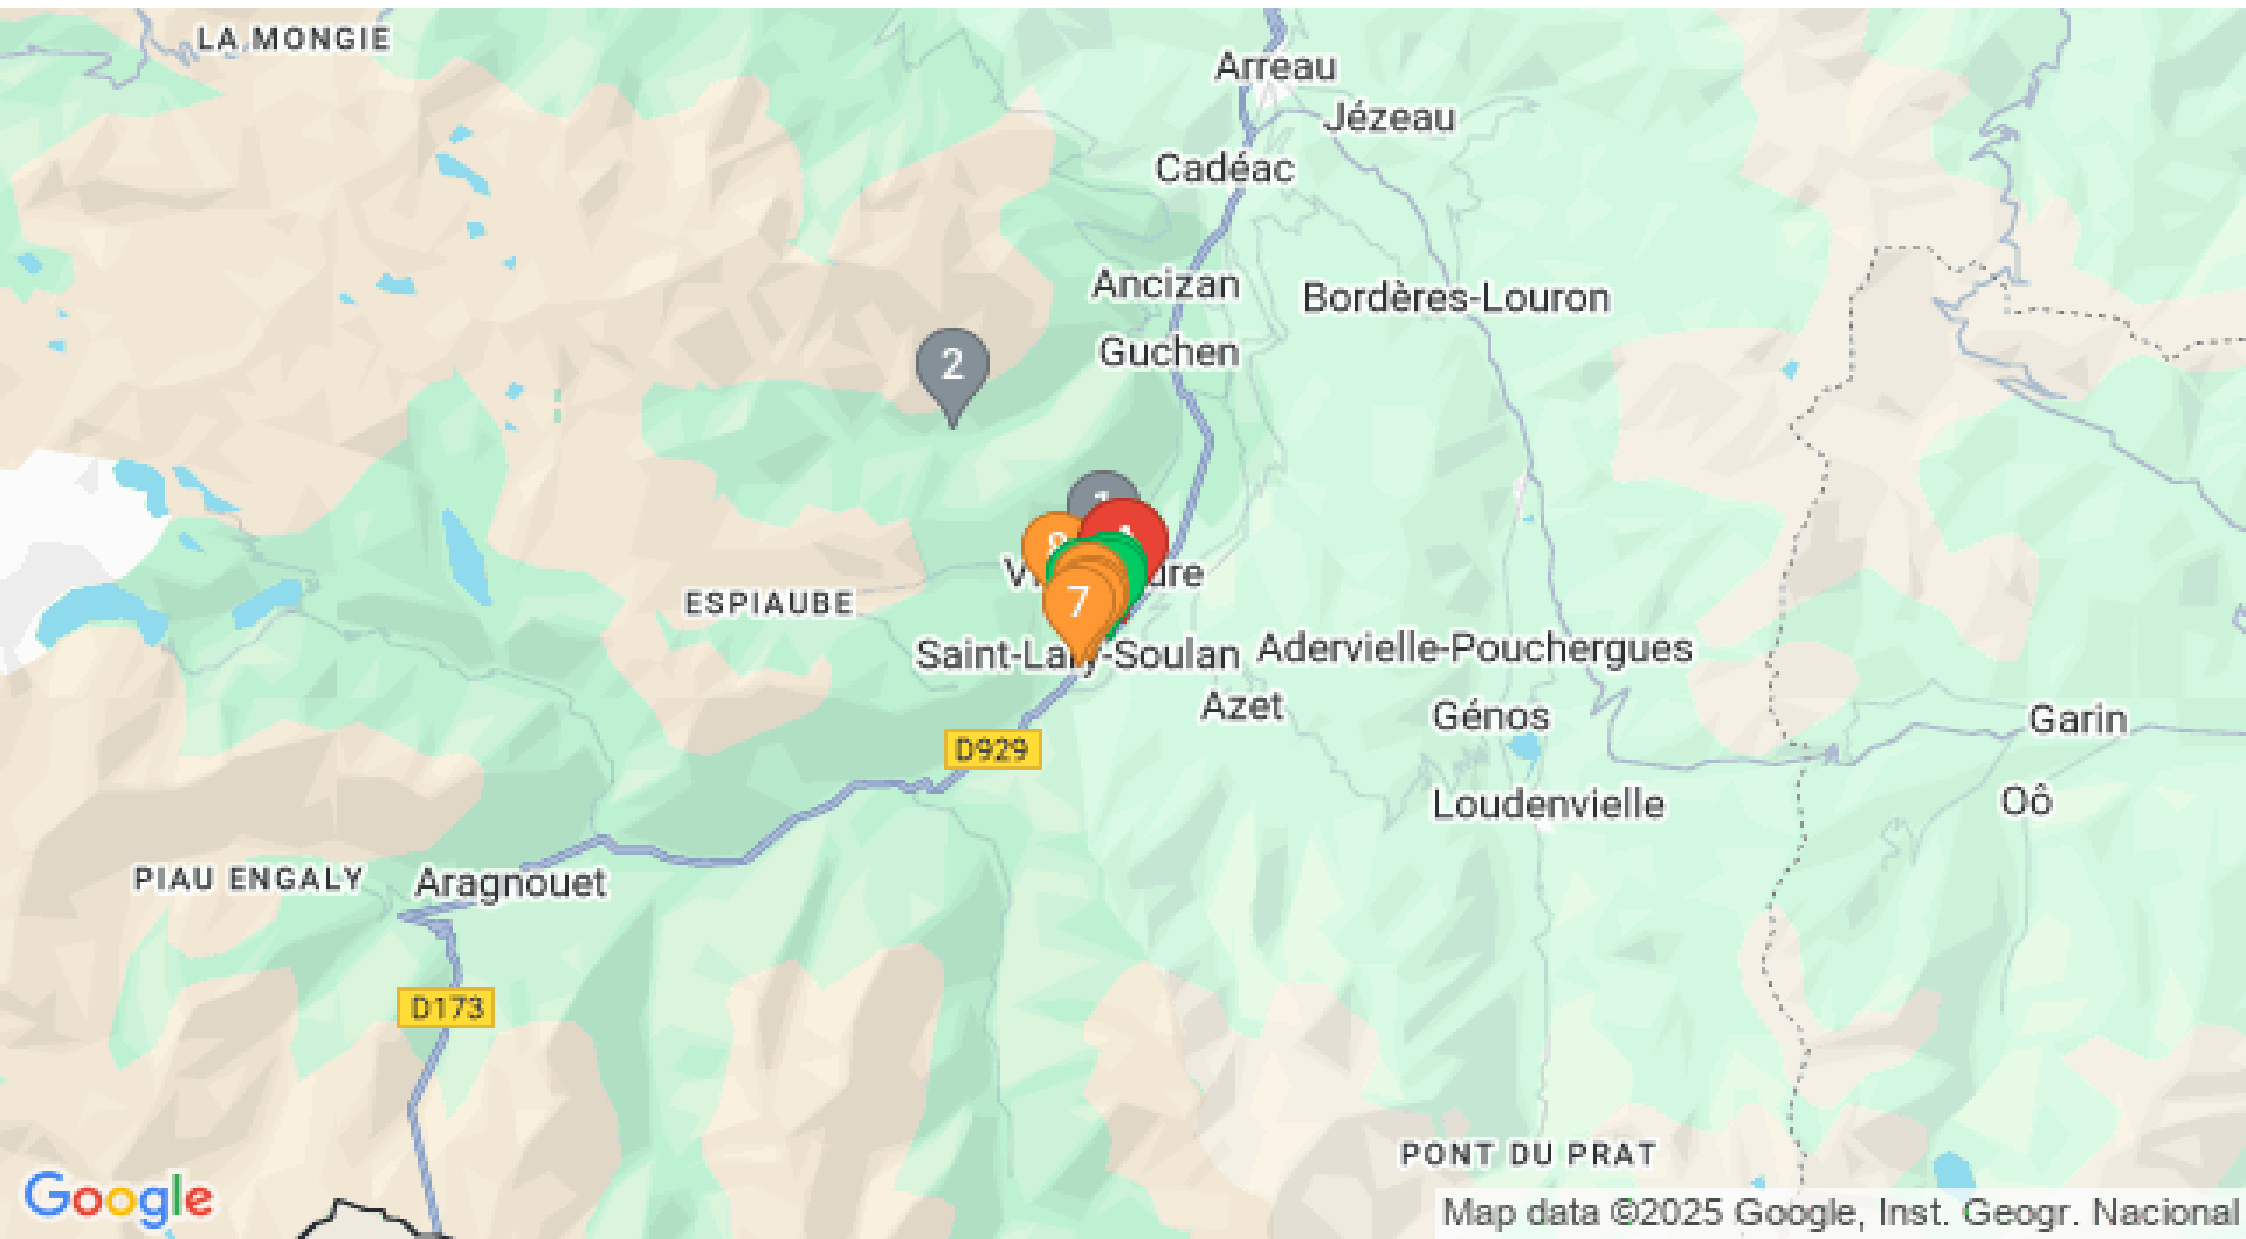 LA MONGIE
Arreau
Jézeau
Cadéac
Ancizan
Bordères-Louron
Guchen
2
1
8
7
ESPIAUBE
Saint-Lary-Soulan
Adervielle-Pouchergues
Azet
Génos
Garin
D929
Loudenvielle
Oô
PIAU ENGALY
Aragnouet
D173
PONT DU PRAT
Google
Map data ©2025 Google, Inst. Geogr. Nacional